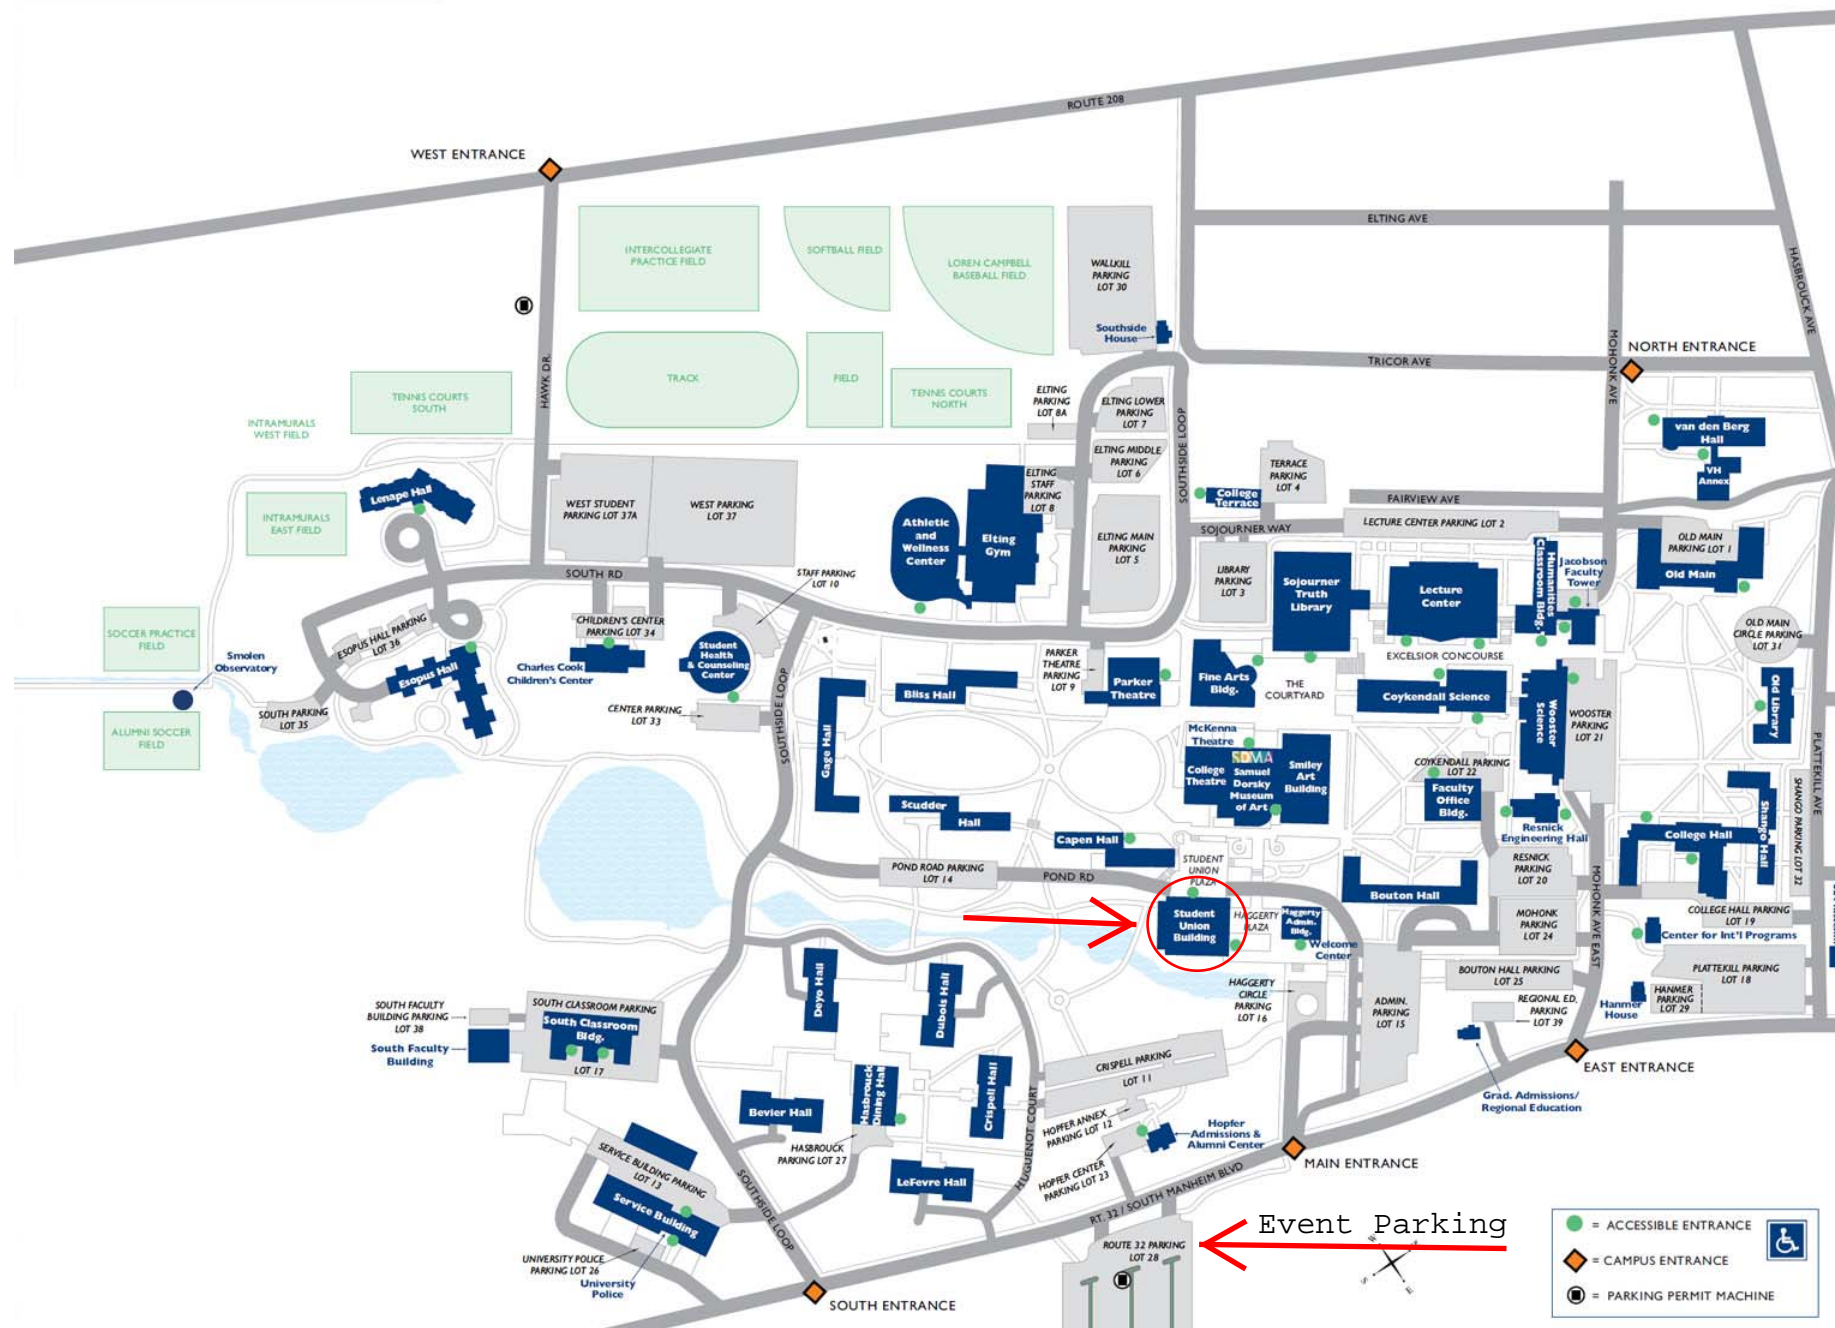 ROUTE 208
WEST ENTRANCE
ELTING AVE
HASBROUCK AVE
INTERCOLLEGIATE
PRACTICE FIELD
SOFTBALL FIELD
LOREN CAMPBELL
BASEBALL FIELD
WALLKILL
PARKING
LOT 30
Southside
House
TRICOR AVE
MOHONK AVE
NORTH ENTRANCE
HAWK DR.
TRACK
FIELD
TENNIS COURTS
NORTH
TENNIS COURTS
SOUTH
INTRAMURALS
WEST FIELD
ELTING
PARKING
LOT 8A
ELTING LOWER
PARKING
LOT 7
SOUTHSIDE LOOP
van den Berg
Hall
VH
Annex
ELTING MIDDLE
PARKING
LOT 6
TERRACE
PARKING
LOT 4
College
Terrace
FAIRVIEW AVE
Lenape Hall
INTRAMURALS
EAST FIELD
WEST STUDENT
PARKING LOT 37A
WEST PARKING
LOT 37
Athletic
and
Wellness
Center
Elting
Gym
ELTING
STAFF
PARKING
LOT 8
ELTING MAIN
PARKING
LOT 5
SOJOURNER WAY
LECTURE CENTER PARKING LOT 2
OLD MAIN
PARKING LOT 1
Old Main
LIBRARY
PARKING
LOT 3
Sojourner
Truth
Library
Lecture
Center
Humanities
Classroom Bldg.
Jacobson
Faculty
Tower
SOUTH RD
STAFF PARKING
LOT 10
SOCCER PRACTICE
FIELD
ESOPUS HALL PARKING
LOT 36
CHILDREN'S CENTER
PARKING LOT 34
OLD MAIN
CIRCLE PARKING
LOT 31
Smolen
Observatory
Esopus Hall
Charles Cook
Children's Center
Student
Health
& Counseling
Center
PARKER
THEATRE
PARKING
LOT 9
Parker
Theatre
Fine Arts
Bldg.
THE
COURTYARD
EXCELSIOR CONCOURSE
Coykendall Science
Wooster
Science
WOOSTER
PARKING
LOT 21
Old Library
ALUMNI SOCCER
FIELD
SOUTH PARKING
LOT 35
CENTER PARKING
LOT 33
SOUTHSIDE LOOP
Gage Hall
Bliss Hall
McKenna
Theatre
SDMA
College
Theatre
Samuel
Dorsky
Museum
of Art
Smiley
Art
Building
COYKENDALL PARKING
LOT 22
Faculty
Office
Bldg.
Resnick
Engineering Hall
PLATTEKILL AVE
SHANGO PARKING LOT 32
Shango Hall
College Hall
Scudder
Hall
Capen Hall
STUDENT
UNION
PLAZA
POND ROAD PARKING
LOT 14
POND RD
RESNICK
PARKING
LOT 20
MOHONK AVE EAST
Bouton Hall
Student
Union
Building
HAGGERTY
PLAZA
Haggerty
Admin.
Bldg.
Welcome
Center
MOHONK
PARKING
LOT 24
COLLEGE HALL PARKING
LOT 19
Center for Int'l Programs
PLATTEKILL PARKING
LOT 18
BOUTON HALL PARKING
LOT 25
HANMER
PARKING
LOT 29
Hanmer
House
REGIONAL ED.
PARKING
LOT 39
HAGGERTY
CIRCLE
PARKING
LOT 16
ADMIN.
PARKING
LOT 15
Deyo Hall
Dubois Hall
SOUTH FACULTY
BUILDING PARKING
LOT 38
SOUTH CLASSROOM PARKING
South Classroom
Bldg.
LOT 17
South Faculty
Building
CRISPELL PARKING
LOT 11
EAST ENTRANCE
Grad. Admissions/
Regional Education
Hasbrouck
Dining Hall
Crispell Hall
HUGUENOT COURT
Bevier Hall
HOPFER ANNEX
PARKING LOT 12
Hopfer
Admissions &
Alumni Center
HASBROUCK
PARKING LOT 27
HOPFER CENTER
PARKING LOT 23
MAIN ENTRANCE
SERVICE BUILDING PARKING
LOT 13
Service Building
LeFevre Hall
SOUTHSIDE LOOP
RT. 32 / SOUTH MANHEIM BLVD
Event Parking
ROUTE 32 PARKING
LOT 28
UNIVERSITY POLICE
PARKING LOT 26
University
Police
SOUTH ENTRANCE
W
S
E
= ACCESSIBLE ENTRANCE
= CAMPUS ENTRANCE
= PARKING PERMIT MACHINE